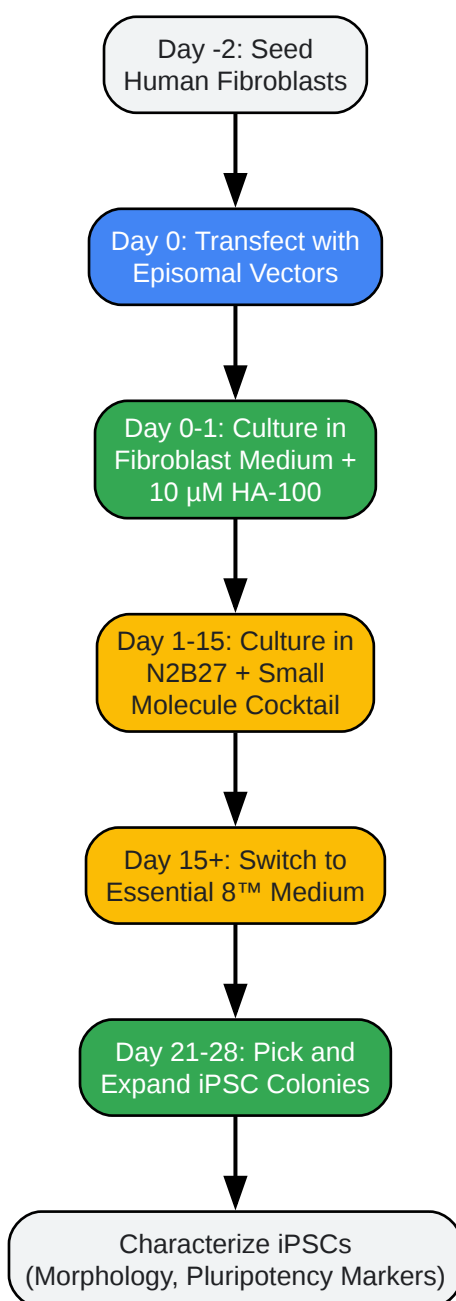 Day -2: Seed
Human Fibroblasts
Day 0: Transfect with
Episomal Vectors
Day 0-1: Culture in
Fibroblast Medium +
10 µM HA-100
Day 1-15: Culture in
N2B27 + Small
Molecule Cocktail
Day 15+: Switch to
Essential 8™ Medium
Day 21-28: Pick and
Expand iPSC Colonies
Characterize iPSCs
(Morphology, Pluripotency Markers)